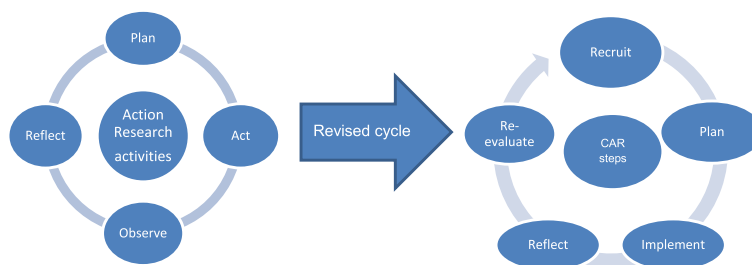 Plan
Action
Research
activities
Reflect
Act
Observe
Revised cycle
Recruit
Re-
evaluate
CAR
steps
Plan
Reflect
Implement